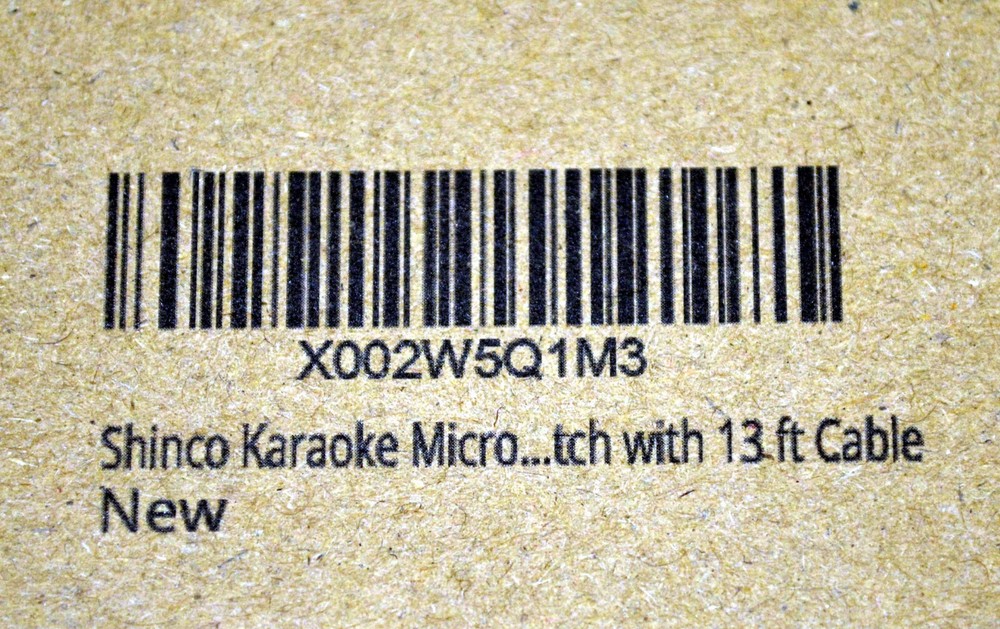 X002W5Q1M3
Shinco Karaoke Micro...tch with 13 ft Cable
New